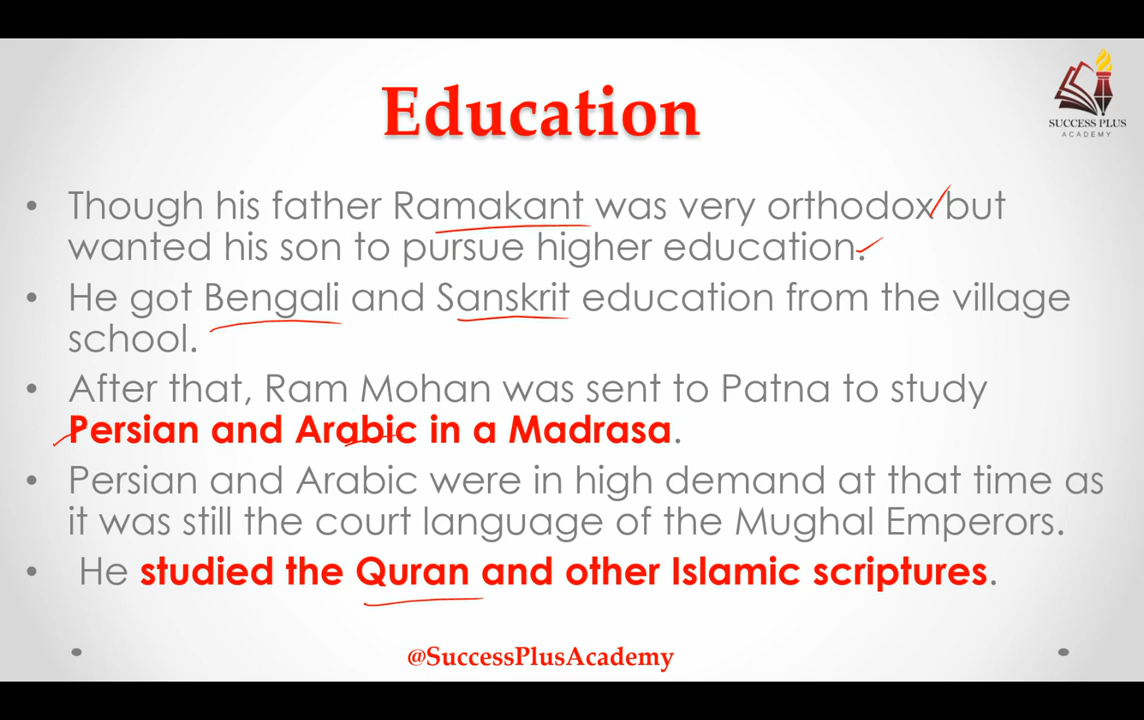 SUCCESS PLUS
ACADEMY
Education
• Though his father Ramakant was very orthodox but
wanted his son to pursue higher education.
• He got Bengali and Sanskrit education from the village
school.
• After that, Ram Mohan was sent to Patna to study
Persian and Arabic in a Madrasa.
• Persian and Arabic were in high demand at that time as
it was still the court language of the Mughal Emperors.
• He studied the Quran and other Islamic scriptures.
@SuccessPlusAcademy